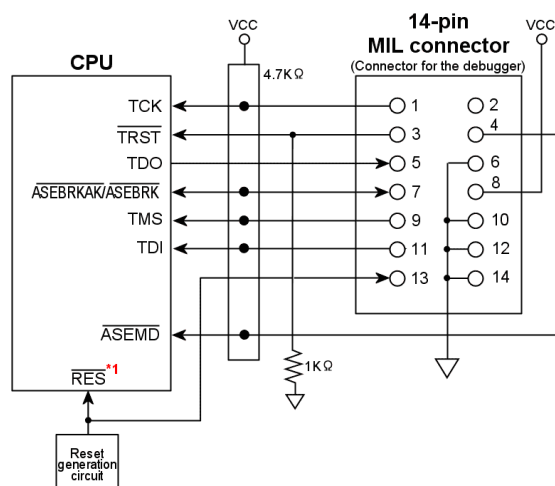 VCC
14-pin
MIL connector
(Connector for the debugger)
VCC
CPU
4.7KΩ
TCK
1
2
TRST
3
4
TDO
5
6
ASEBRKAK/ASEBRK
7
8
TMS
9
10
TDI
11
12
13
14
ASEMD
RES*1
1KΩ
Reset
generation
circuit